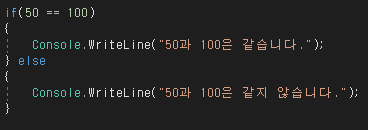 if(50 == 100)
{
    Console.WriteLine("50과 100은 같습니다.");
} else
{
    Console.WriteLine("50과 100은 같지 않습니다.");
}